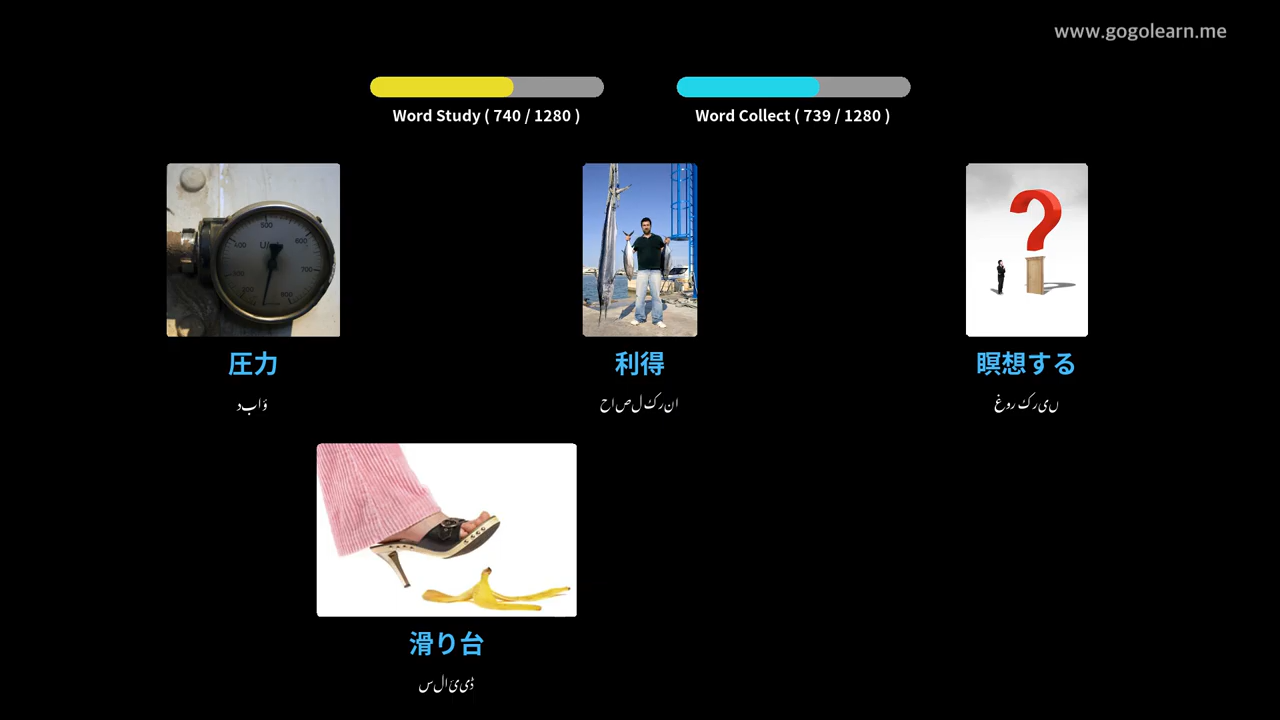 www.gogolearn.me
Word Study ( 740 / 1280 )
Word Collect ( 739 / 1280 )
圧力
利得
瞑想する
دباؤ
حاصل کرنا
غور کریں
滑り台
سلائیڈ